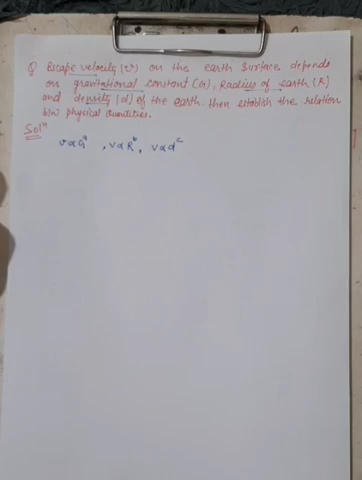 Q Escape velocity (v) on the earth surface depends
on gravitational constant (G), Radius of earth (R)
and density (d) of the earth. then establish the relation
b/w physical Quantities.
Solⁿ
v∝Gᵃ , v∝Rᵇ, v∝dᶜ